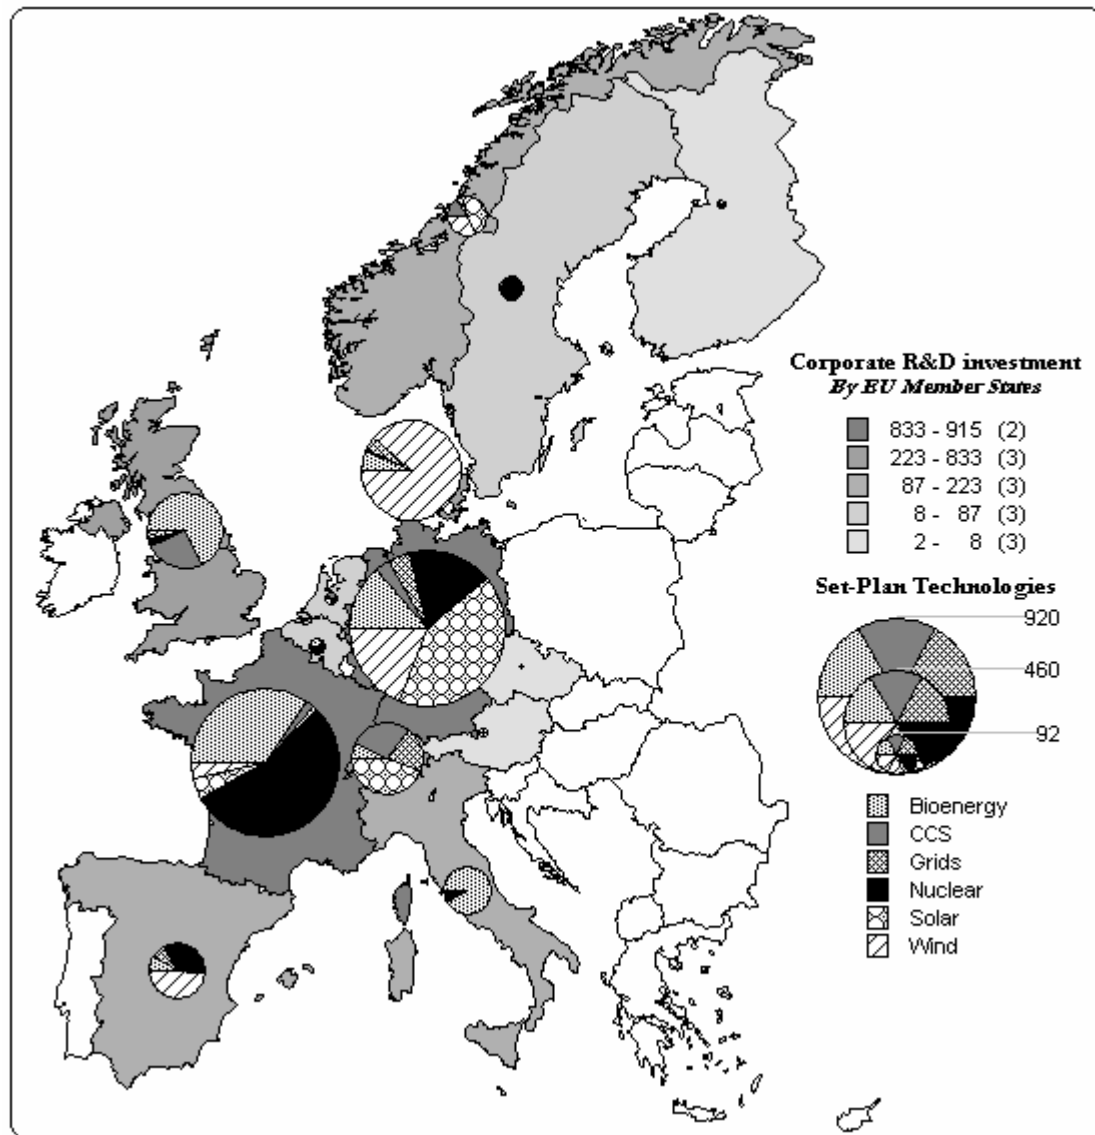 Corporate R&D investment
By EU Member States
833 - 915 (2)
223 - 833 (3)
87 - 223 (3)
8 - 87 (3)
2 - 8 (3)
Set-Plan Technologies
920
460
92
Bioenergy
CCS
Grids
Nuclear
Solar
Wind